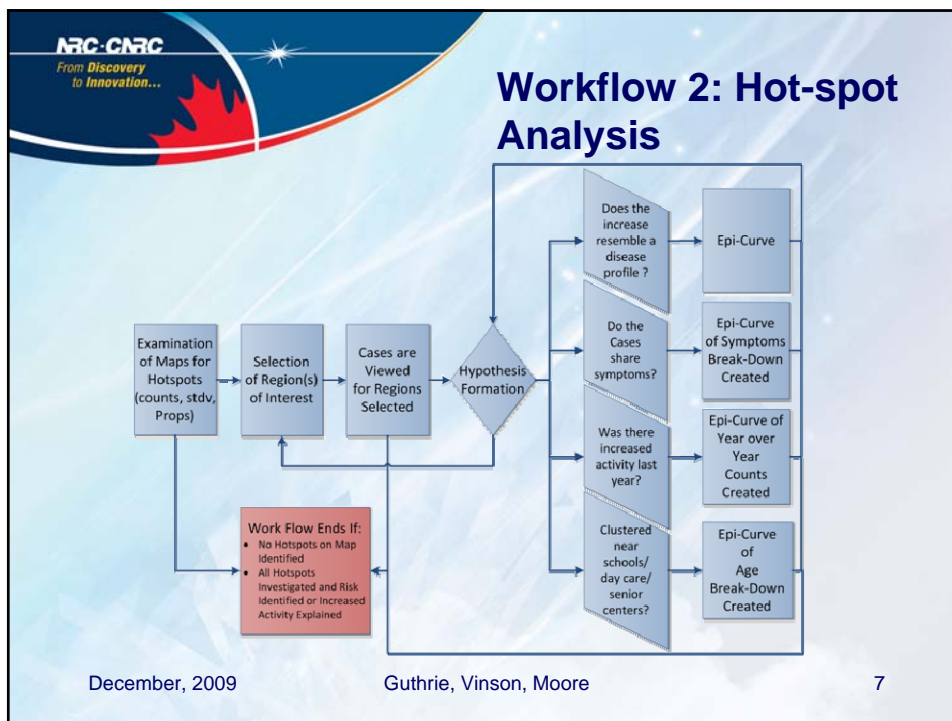 NRC·CNRC
From Discovery
to Innovation...
Workflow 2: Hot-spot
Analysis
Examination
of Maps for
Hotspots
(counts, stdv,
Props)
Selection
of Region(s)
of Interest
Cases are
Viewed
for Regions
Selected
Hypothesis
Formation
Does the
increase
resemble a
disease
profile ?
Epi-Curve
Do the
Cases
share
symptoms?
Epi-Curve
of Symptoms
Break-Down
Created
Was there
increased
activity last
year?
Epi-Curve of
Year over
Year
Counts
Created
Clustered
near
schools/
day care/
senior
centers?
Epi-Curve
of
Age
Break-Down
Created
Work Flow Ends If:
• No Hotspots on Map
Identified
• All Hotspots
Investigated and Risk
Identified or Increased
Activity Explained
December, 2009
Guthrie, Vinson, Moore
7